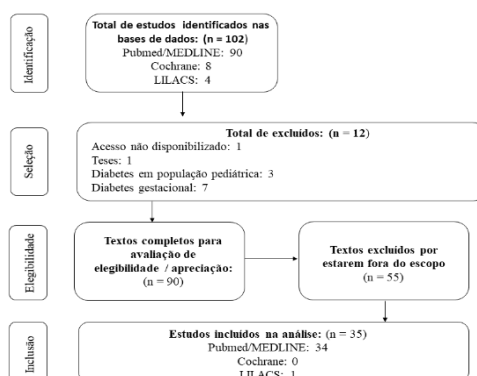 Identificação
Total de estudos identificados nas
bases de dados: (n = 102)
Pubmed/MEDLINE: 90
Cochrane: 8
LILACS: 4
Seleção
Total de excluídos: (n = 12)
Acesso não disponibilizado: 1
Teses: 1
Diabetes em população pediátrica: 3
Diabetes gestacional: 7
Elegibilidade
Textos completos para
avaliação de
elegibilidade / apreciação:
(n = 90)
Textos excluídos por
estarem fora do escopo
(n = 55)
Inclusão
Estudos incluídos na análise: (n = 35)
Pubmed/MEDLINE: 34
Cochrane: 0
LILACS: 1